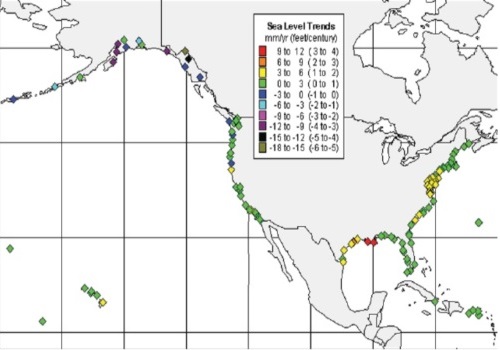 Sea Level Trends
mm/yr (feet/century)
9 to 12 (3 to 4)
6 to 9 (2 to 3)
3 to 6 (1 to 2)
0 to 3 (0 to 1)
-3 to 0 (-1 to 0)
-6 to -3 (-2 to -1)
-9 to -6 (-3 to -2)
-12 to -9 (-4 to -3)
-15 to -12 (-5 to -4)
-18 to -15 (-6 to -5)